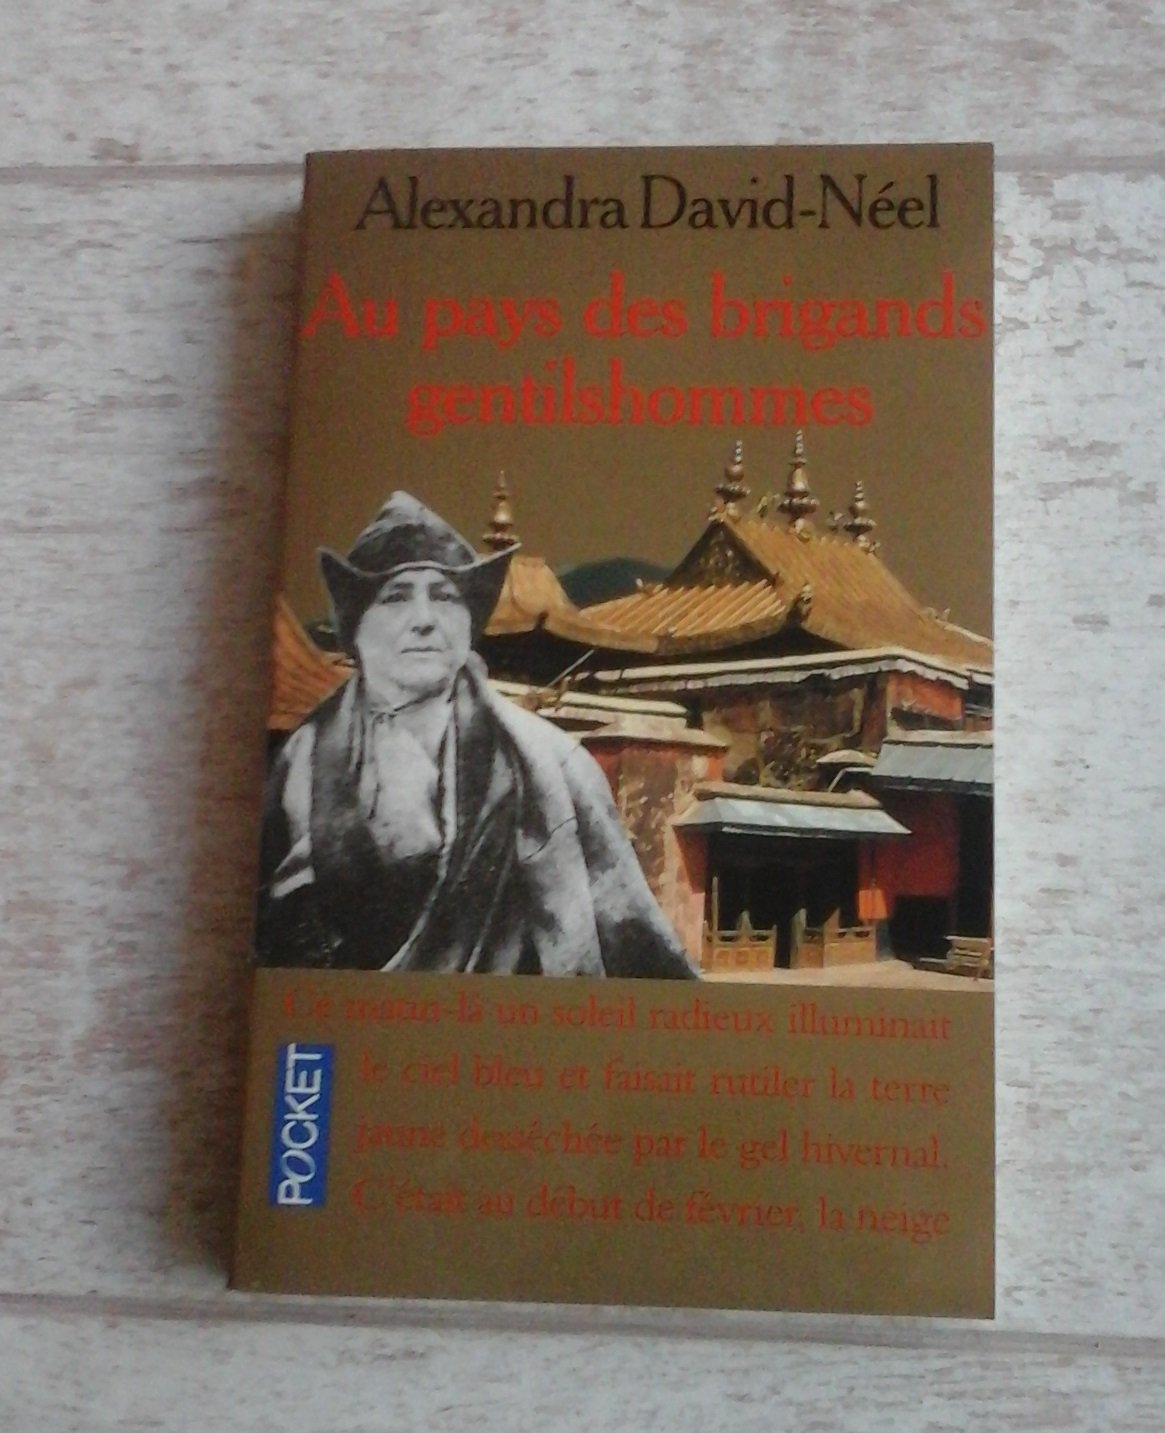 Alexandra David-Néel
Au pays des brigands
gentilshommes
Ce matin-là un soleil radieux illuminait
le ciel bleu et faisait rutiler la terre
jaune desséchée par le gel hivernal.
C'était au début de février, la neige
POCKET